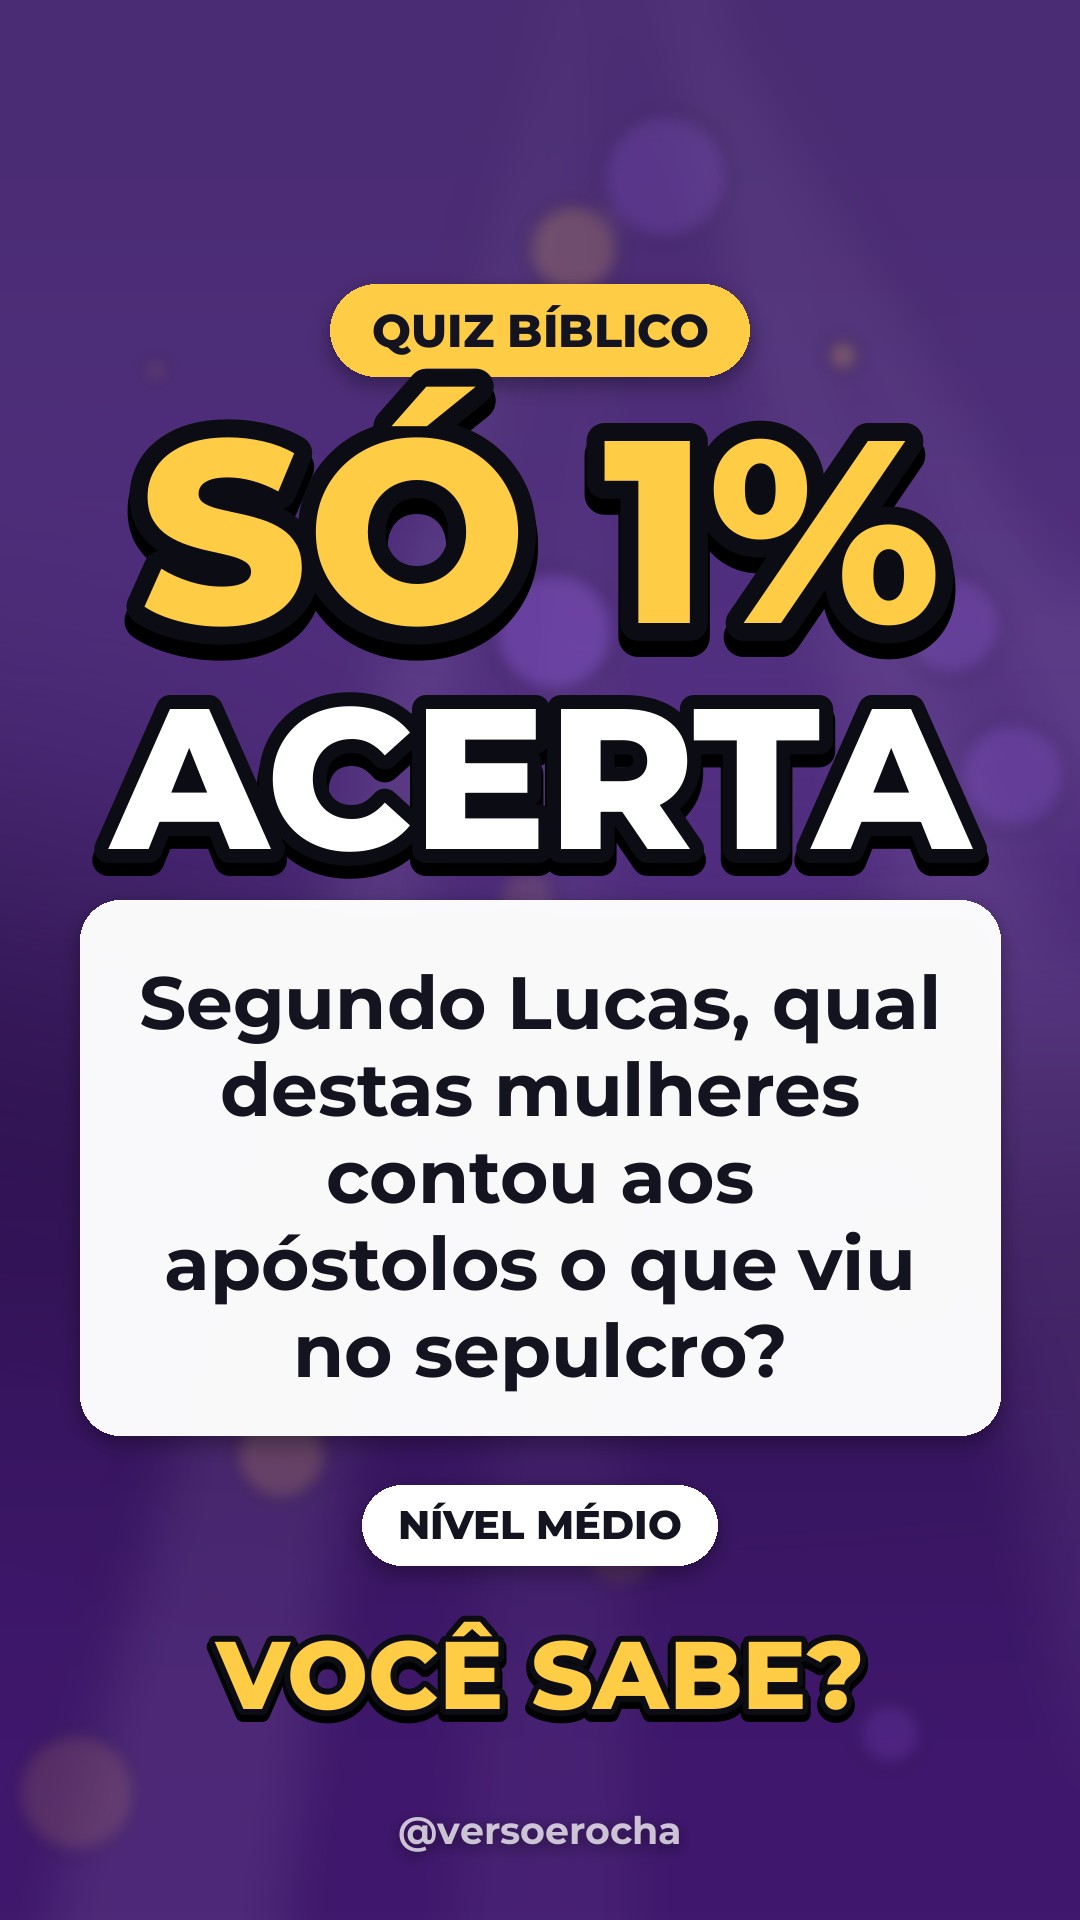 QUIZ BÍBLICO
SÓ 1%
ACERTA
Segundo Lucas, qual
destas mulheres
contou aos
apóstolos o que viu
no sepulcro?
NÍVEL MÉDIO
VOCÊ SABE?
@versoerocha